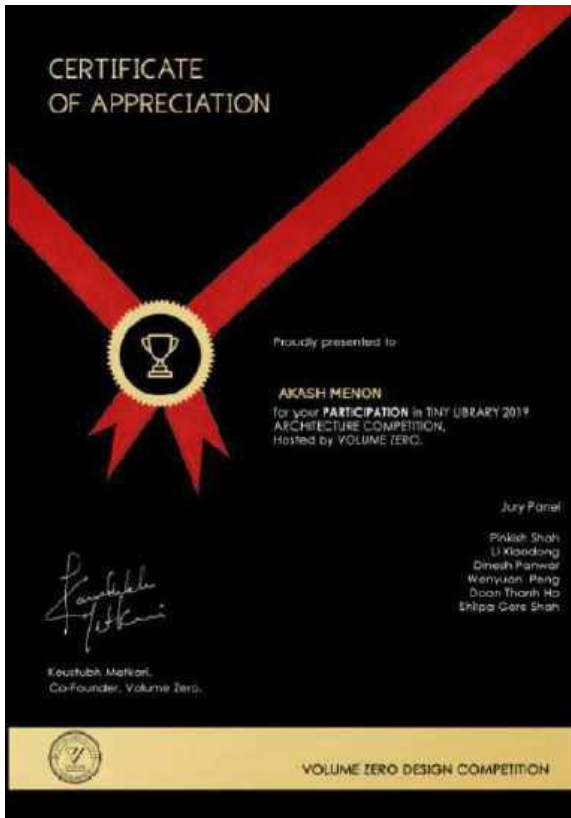 CERTIFICATE
OF APPRECIATION
Proudly presented to
AKASH MENON
for your PARTICIPATION in TINY LIBRARY 2019
ARCHITECTURE COMPETITION,
Hosted by VOLUME ZERO.
Jury Panel
Pinkish Shah
Li Xiaodong
Dinesh Panwar
Wenyuan Peng
Doan Thanh Ha
Shilpa Gore Shah
Kaustubh Metkari.
Co-Founder, Volume Zero.
VOLUME ZERO DESIGN COMPETITION